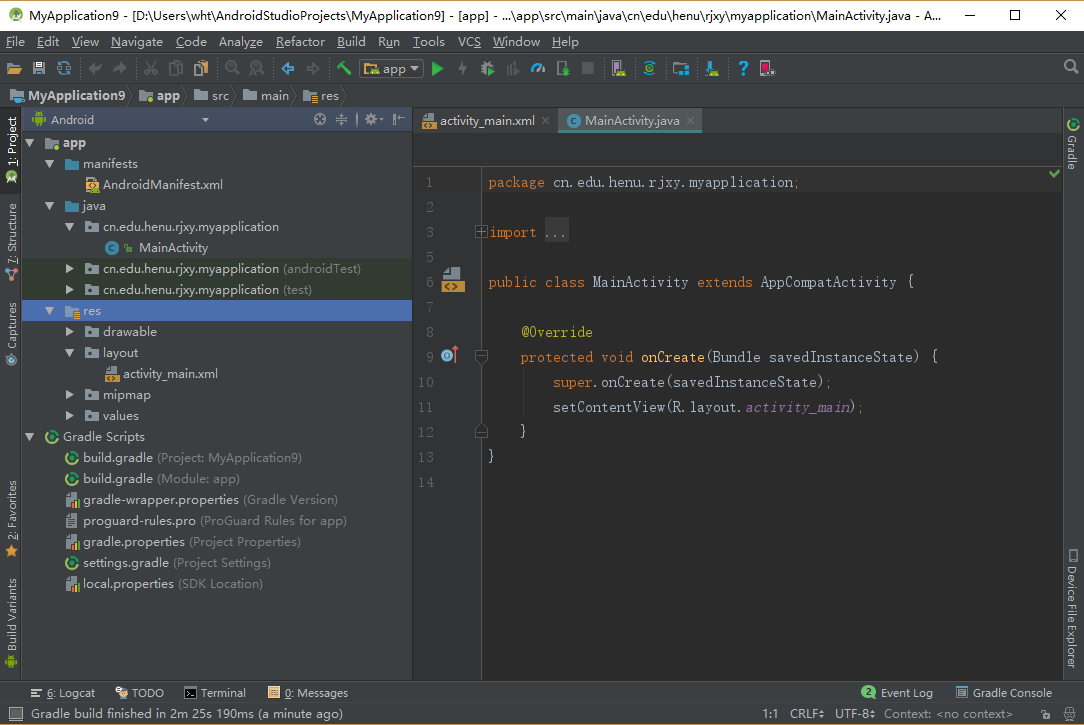 MyApplication9 - [D:\Users\wht\AndroidStudioProjects\MyApplication9] - [app] - ...\app\src\main\java\cn\edu\henu\rjxy\myapplication\MainActivity.java - A...
File Edit View Navigate Code Analyze Refactor Build Run Tools VCS Window Help
app
MyApplication9 app src main res
Android
activity_main.xml MainActivity.java
1: Project
7: Structure
Captures
2: Favorites
Build Variants
app
manifests
AndroidManifest.xml
java
cn.edu.henu.rjxy.myapplication
MainActivity
cn.edu.henu.rjxy.myapplication (androidTest)
cn.edu.henu.rjxy.myapplication (test)
res
drawable
layout
activity_main.xml
mipmap
values
Gradle Scripts
build.gradle (Project: MyApplication9)
build.gradle (Module: app)
gradle-wrapper.properties (Gradle Version)
proguard-rules.pro (ProGuard Rules for app)
gradle.properties (Project Properties)
settings.gradle (Project Settings)
local.properties (SDK Location)
1 package cn.edu.henu.rjxy.myapplication;
2
3 import ...
5
6 public class MainActivity extends AppCompatActivity {
7
8 @Override
9 protected void onCreate(Bundle savedInstanceState) {
10 super.onCreate(savedInstanceState);
11 setContentView(R.layout.activity_main);
12 }
13 }
14
Gradle
Device File Explorer
6: Logcat TODO Terminal 0: Messages 2 Event Log Gradle Console
Gradle build finished in 2m 25s 190ms (a minute ago) 1:1 CRLF UTF-8 Context: <no context>